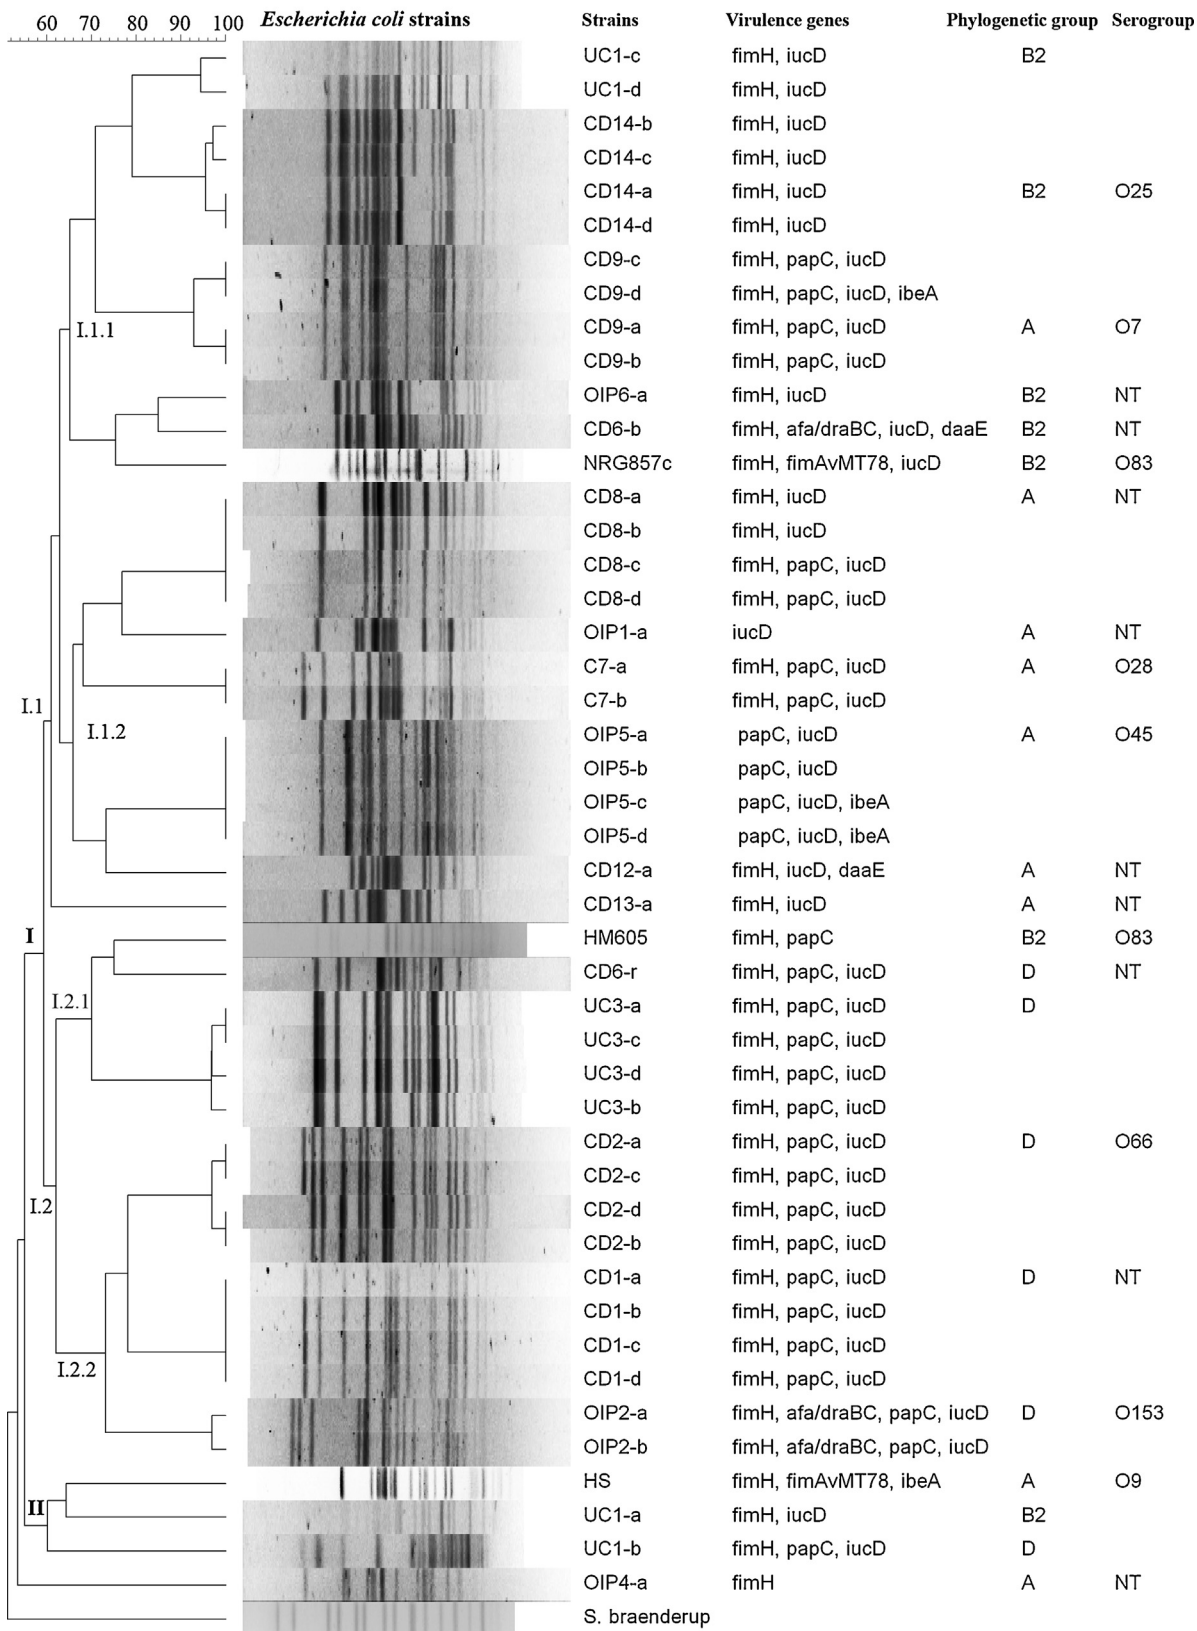 60 70 80 90 100 Escherichia coli strains Strains Virulence genes Phylogenetic group Serogroup
UC1-c fimH, iucD B2
UC1-d fimH, iucD
CD14-b fimH, iucD
CD14-c fimH, iucD
CD14-a fimH, iucD B2 O25
CD14-d fimH, iucD
CD9-c fimH, papC, iucD
CD9-d fimH, papC, iucD, ibeA
I.1.1 CD9-a fimH, papC, iucD A O7
CD9-b fimH, papC, iucD
OIP6-a fimH, iucD B2 NT
CD6-b fimH, afa/draBC, iucD, daaE B2 NT
NRG857c fimH, fimAvMT78, iucD B2 O83
CD8-a fimH, iucD A NT
CD8-b fimH, iucD
CD8-c fimH, papC, iucD
CD8-d fimH, papC, iucD
OIP1-a iucD A NT
C7-a fimH, papC, iucD A O28
I.1 C7-b fimH, papC, iucD
I.1.2 OIP5-a papC, iucD A O45
OIP5-b papC, iucD
OIP5-c papC, iucD, ibeA
OIP5-d papC, iucD, ibeA
CD12-a fimH, iucD, daaE A NT
CD13-a fimH, iucD A NT
I HM605 fimH, papC B2 O83
CD6-r fimH, papC, iucD D NT
I.2.1 UC3-a fimH, papC, iucD D
UC3-c fimH, papC, iucD
UC3-d fimH, papC, iucD
UC3-b fimH, papC, iucD
CD2-a fimH, papC, iucD D O66
CD2-c fimH, papC, iucD
I.2 CD2-d fimH, papC, iucD
CD2-b fimH, papC, iucD
CD1-a fimH, papC, iucD D NT
CD1-b fimH, papC, iucD
CD1-c fimH, papC, iucD
I.2.2 CD1-d fimH, papC, iucD
OIP2-a fimH, afa/draBC, papC, iucD D O153
OIP2-b fimH, afa/draBC, papC, iucD
HS fimH, fimAvMT78, ibeA A O9
II UC1-a fimH, iucD B2
UC1-b fimH, papC, iucD D
OIP4-a fimH A NT
S. braenderup